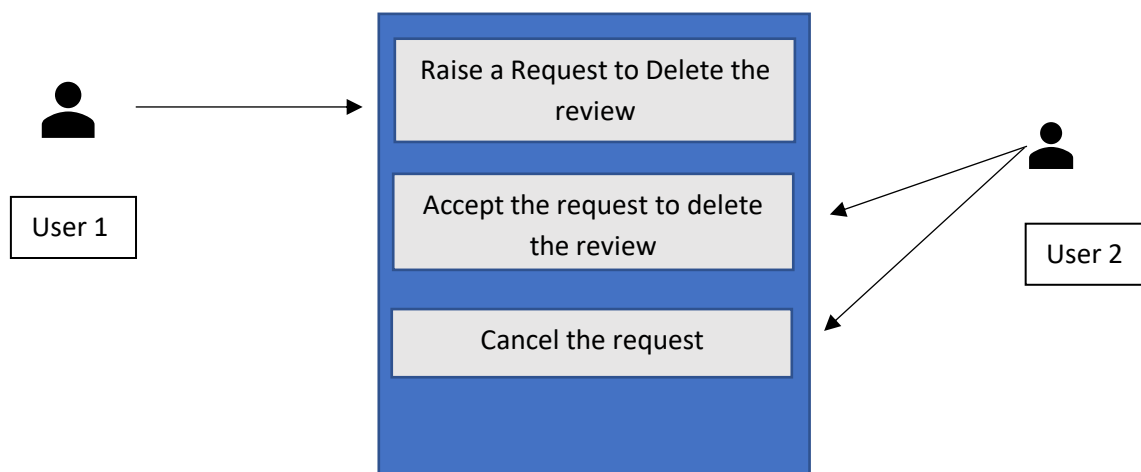 Raise a Request to Delete the
review
User 1
Accept the request to delete
the review
User 2
Cancel the request